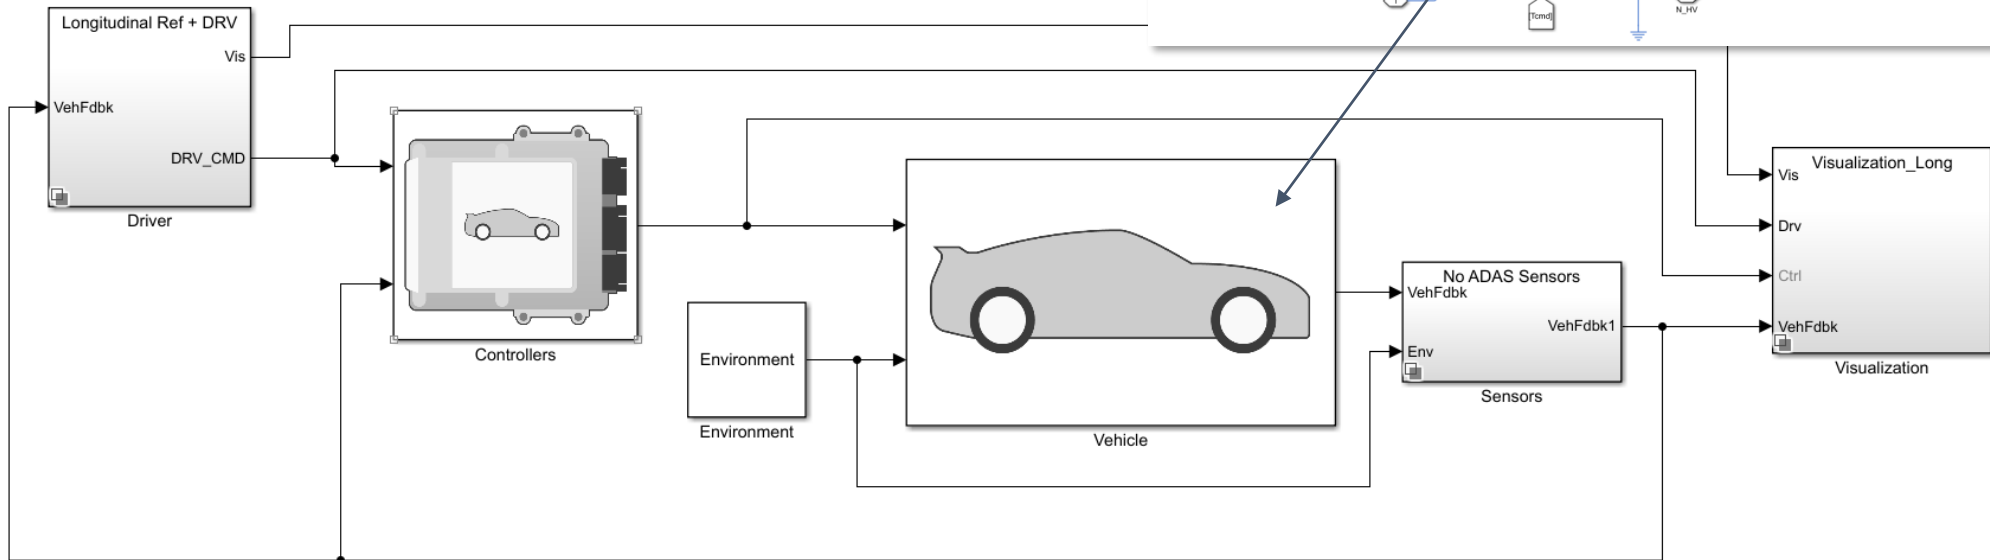 Longitudinal Ref + DRV
Vis
VehFdbk
DRV_CMD
Driver
[Tcmd]
N_HV
Controllers
Environment
Environment
Vehicle
No ADAS Sensors
VehFdbk
VehFdbk1
Env
Sensors
Visualization_Long
Vis
Drv
Ctrl
VehFdbk
Visualization